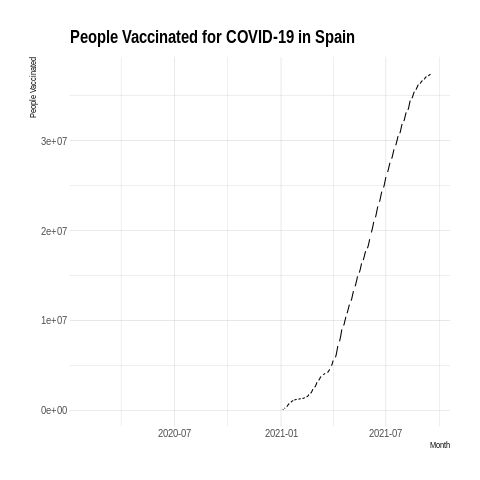 People Vaccinated for COVID-19 in Spain
People Vaccinated
3e+07
2e+07
1e+07
0e+00
2020-07
2021-01
2021-07
Month